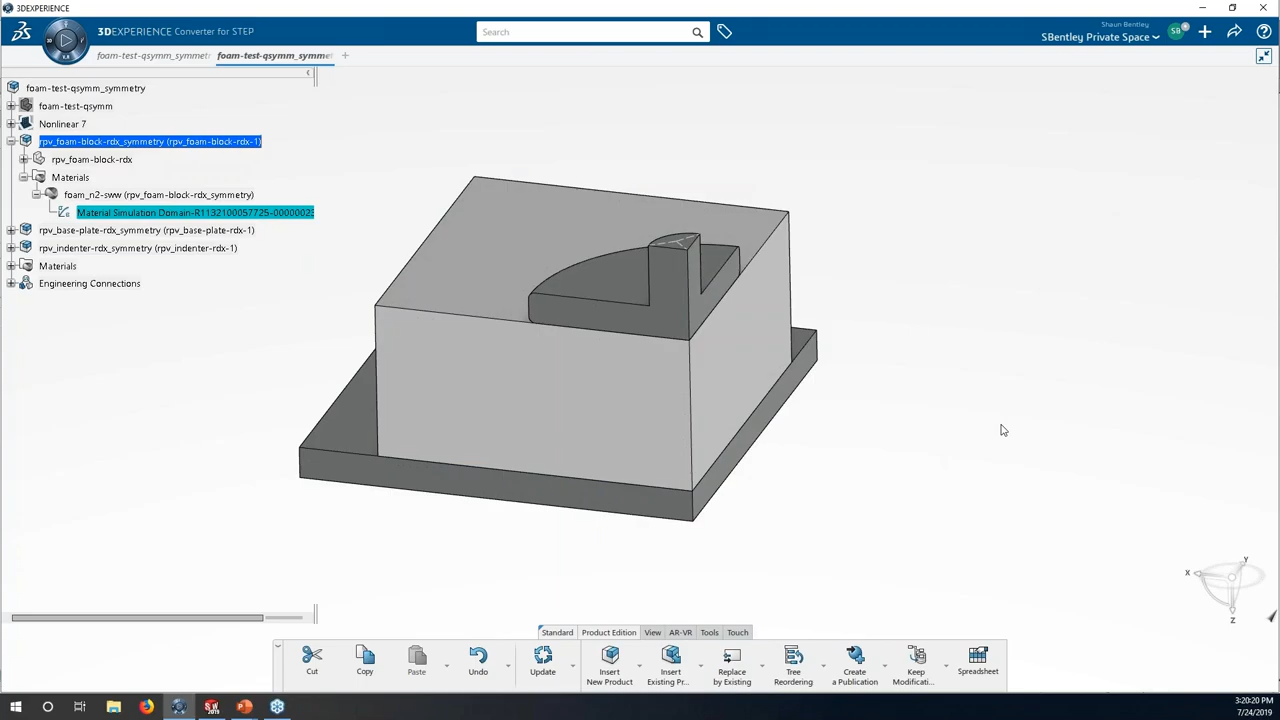 3DEXPERIENCE
3DEXPERIENCE Converter for STEP
Search
Shaun Bentley
SBentley Private Space
SB
foam-test-qsymm_symmetr
foam-test-qsymm_symme
foam-test-qsymm_symmetry
foam-test-qsymm
Nonlinear 7
rpv_foam-block-rdx_symmetry (rpv_foam-block-rdx-1)
rpv_foam-block-rdx
Materials
foam_n2-sww (rpv_foam-block-rdx_symmetry)
Material Simulation Domain-R1132100057725-00000023
rpv_base-plate-rdx_symmetry (rpv_base-plate-rdx-1)
rpv_indenter-rdx_symmetry (rpv_indenter-rdx-1)
Materials
Engineering Connections
X
Y
Z
Standard Product Edition View AR-VR Tools Touch
Cut
Copy
Paste
Undo
Update
Insert
New Product
Insert
Existing Pr...
Replace
by Existing
Tree
Reordering
Create
a Publication
Keep
Modificati...
Spreadsheet
3:20:20 PM
7/24/2019